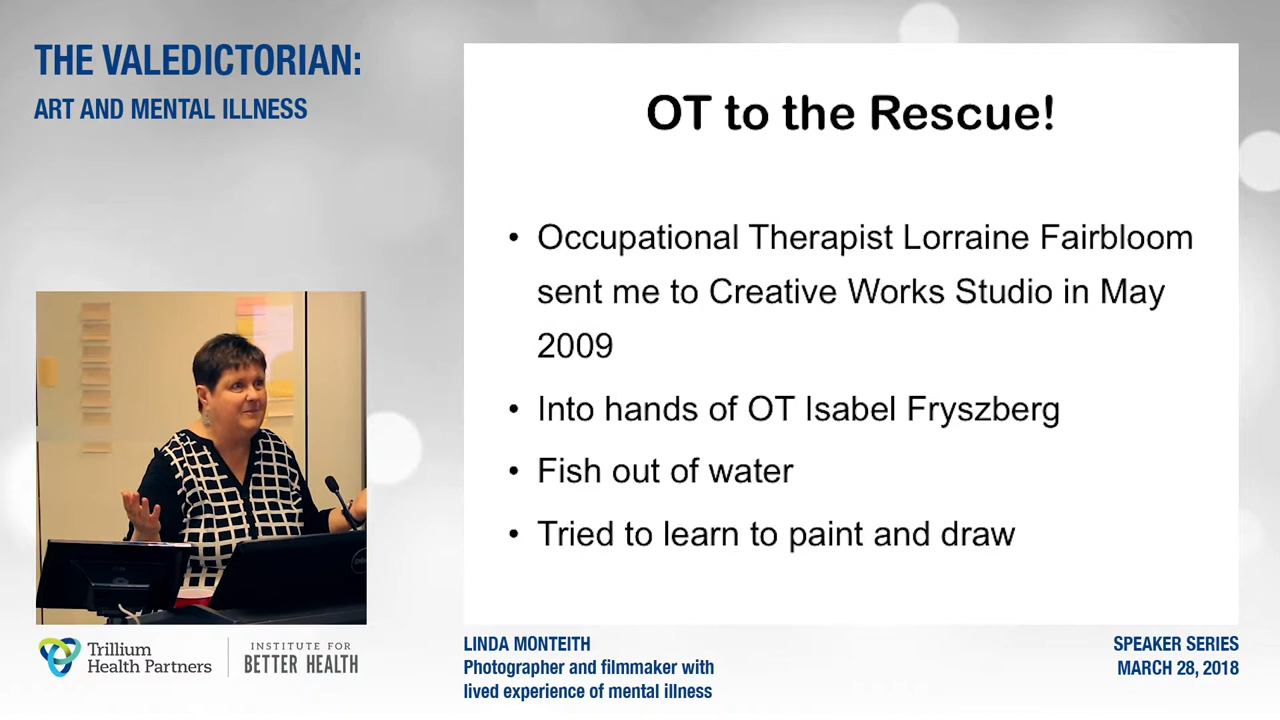 THE VALEDICTORIAN:
ART AND MENTAL ILLNESS
OT to the Rescue!
• Occupational Therapist Lorraine Fairbloom
sent me to Creative Works Studio in May
2009
• Into hands of OT Isabel Fryszberg
• Fish out of water
• Tried to learn to paint and draw
Trillium
Health Partners
INSTITUTE FOR
BETTER HEALTH
LINDA MONTEITH
Photographer and filmmaker with
lived experience of mental illness
SPEAKER SERIES
MARCH 28, 2018